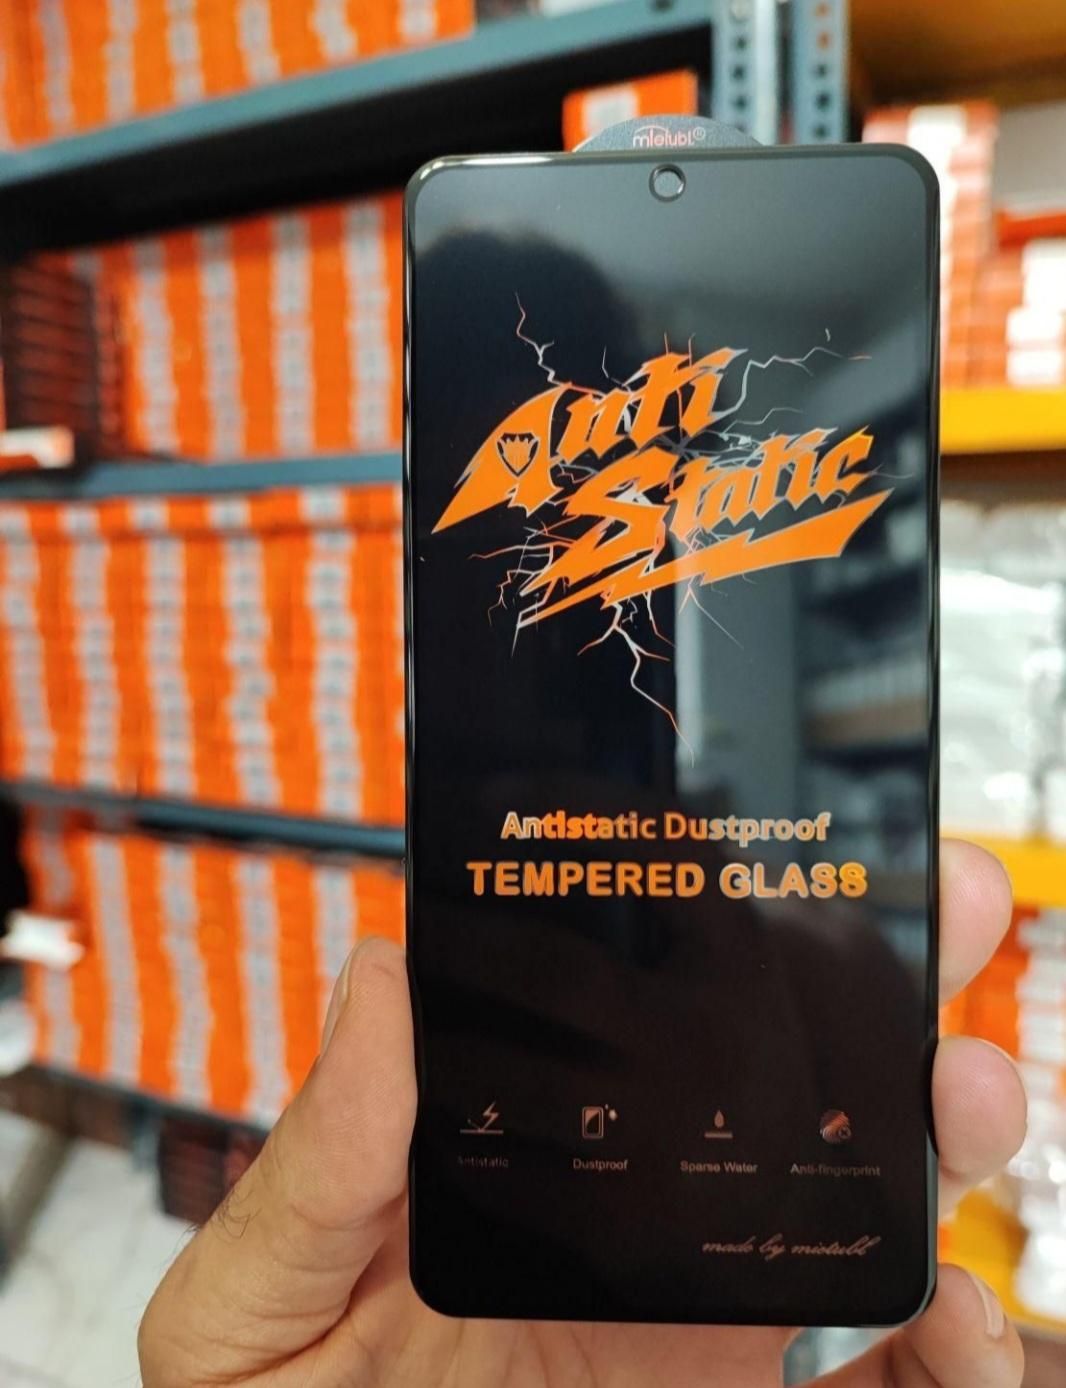 mietubl®
Anti
Static
Antistatic Dustproof
TEMPERED GLASS
Antistatic Dustproof Sparse Water Anti-fingerprint
made by mietubl